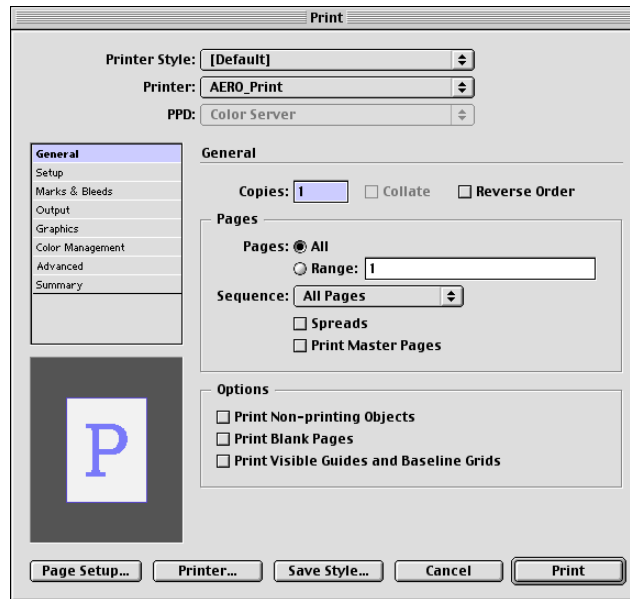 Print
Printer Style: [Default]
Printer: AERO_Print
PPD: Color Server
General
Setup
Marks & Bleeds
Output
Graphics
Color Management
Advanced
Summary
General
Copies: 1 Collate Reverse Order
Pages
Pages: All
Range: 1
Sequence: All Pages
Spreads
Print Master Pages
Options
Print Non-printing Objects
Print Blank Pages
Print Visible Guides and Baseline Grids
P
Page Setup... Printer... Save Style... Cancel Print